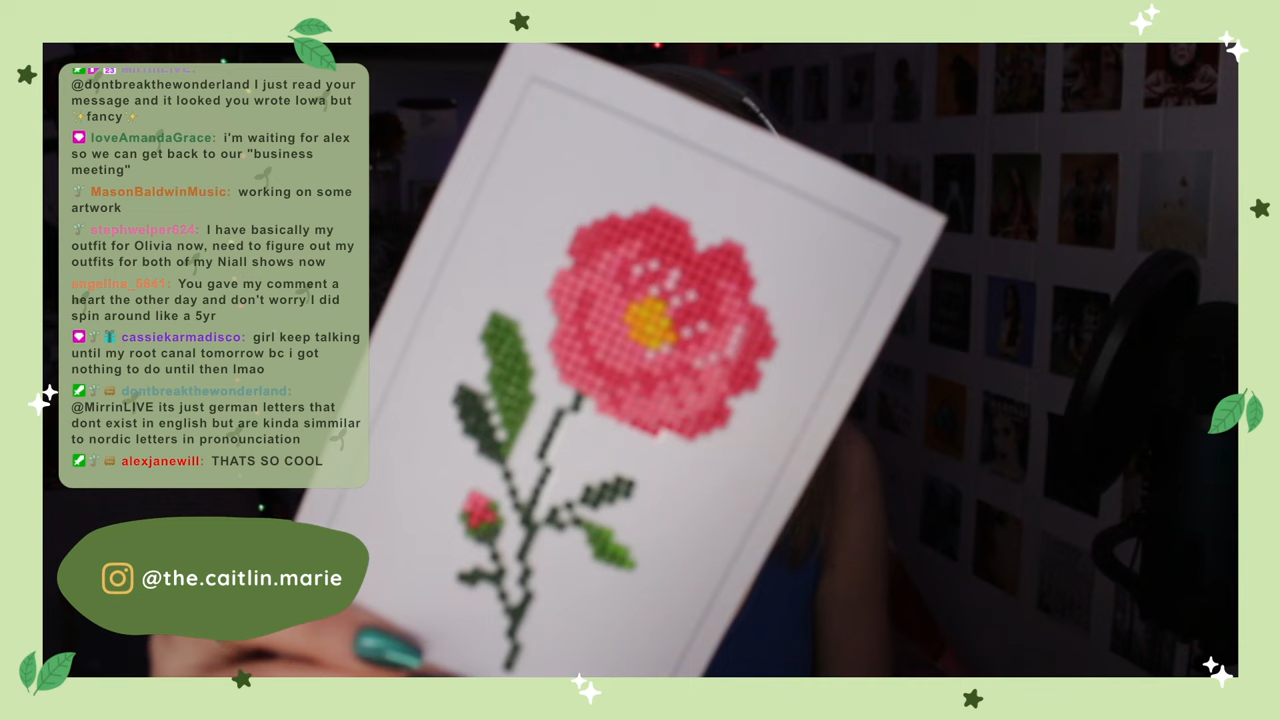 @dontbreakthewonderland I just read your
message and it looked you wrote Iowa but
✨fancy✨
loveAmandaGrace: i'm waiting for alex
so we can get back to our "business
meeting"
MasonBaldwinMusic: working on some
artwork
stephwelper624: I have basically my
outfit for Olivia now, need to figure out my
outfits for both of my Niall shows now
angelina_5861: You gave my comment a
heart the other day and don't worry I did
spin around like a 5yr
cassiekarmadisco: girl keep talking
until my root canal tomorrow bc i got
nothing to do until then lmao
dontbreakthewonderland:
@MirrinLIVE its just german letters that
dont exist in english but are kinda simmilar
to nordic letters in pronounciation
alexjanewill: THATS SO COOL
@the.caitlin.marie